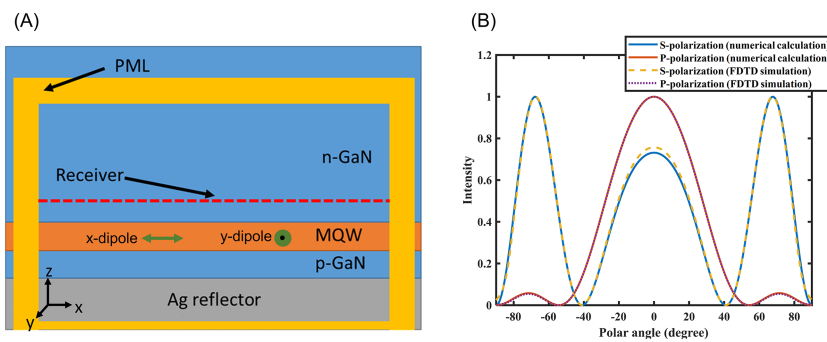 (A)
PML
n-GaN
Receiver
x-dipole
y-dipole
MQW
p-GaN
Ag reflector
z
x
y
(B)
S-polarization (numerical calculation)
P-polarization (numerical calculation)
S-polarization (FDTD simulation)
P-polarization (FDTD simulation)
1.2
1
0.8
0.6
0.4
0.2
0
Intensity
-80 -60 -40 -20 0 20 40 60 80
Polar angle (degree)